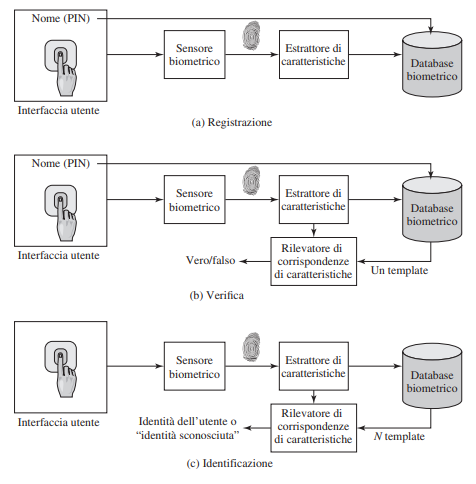 Nome (PIN)
Sensore
biometrico
Estrattore di
caratteristiche
Database
biometrico
Interfaccia utente
(a) Registrazione
Nome (PIN)
Sensore
biometrico
Estrattore di
caratteristiche
Database
biometrico
Interfaccia utente
Vero/falso
Rilevatore di
corrispondenze
di caratteristiche
Un template
(b) Verifica
Sensore
biometrico
Estrattore di
caratteristiche
Database
biometrico
Interfaccia utente
Identità dell'utente o
"identità sconosciuta"
Rilevatore di
corrispondenze
di caratteristiche
N template
(c) Identificazione